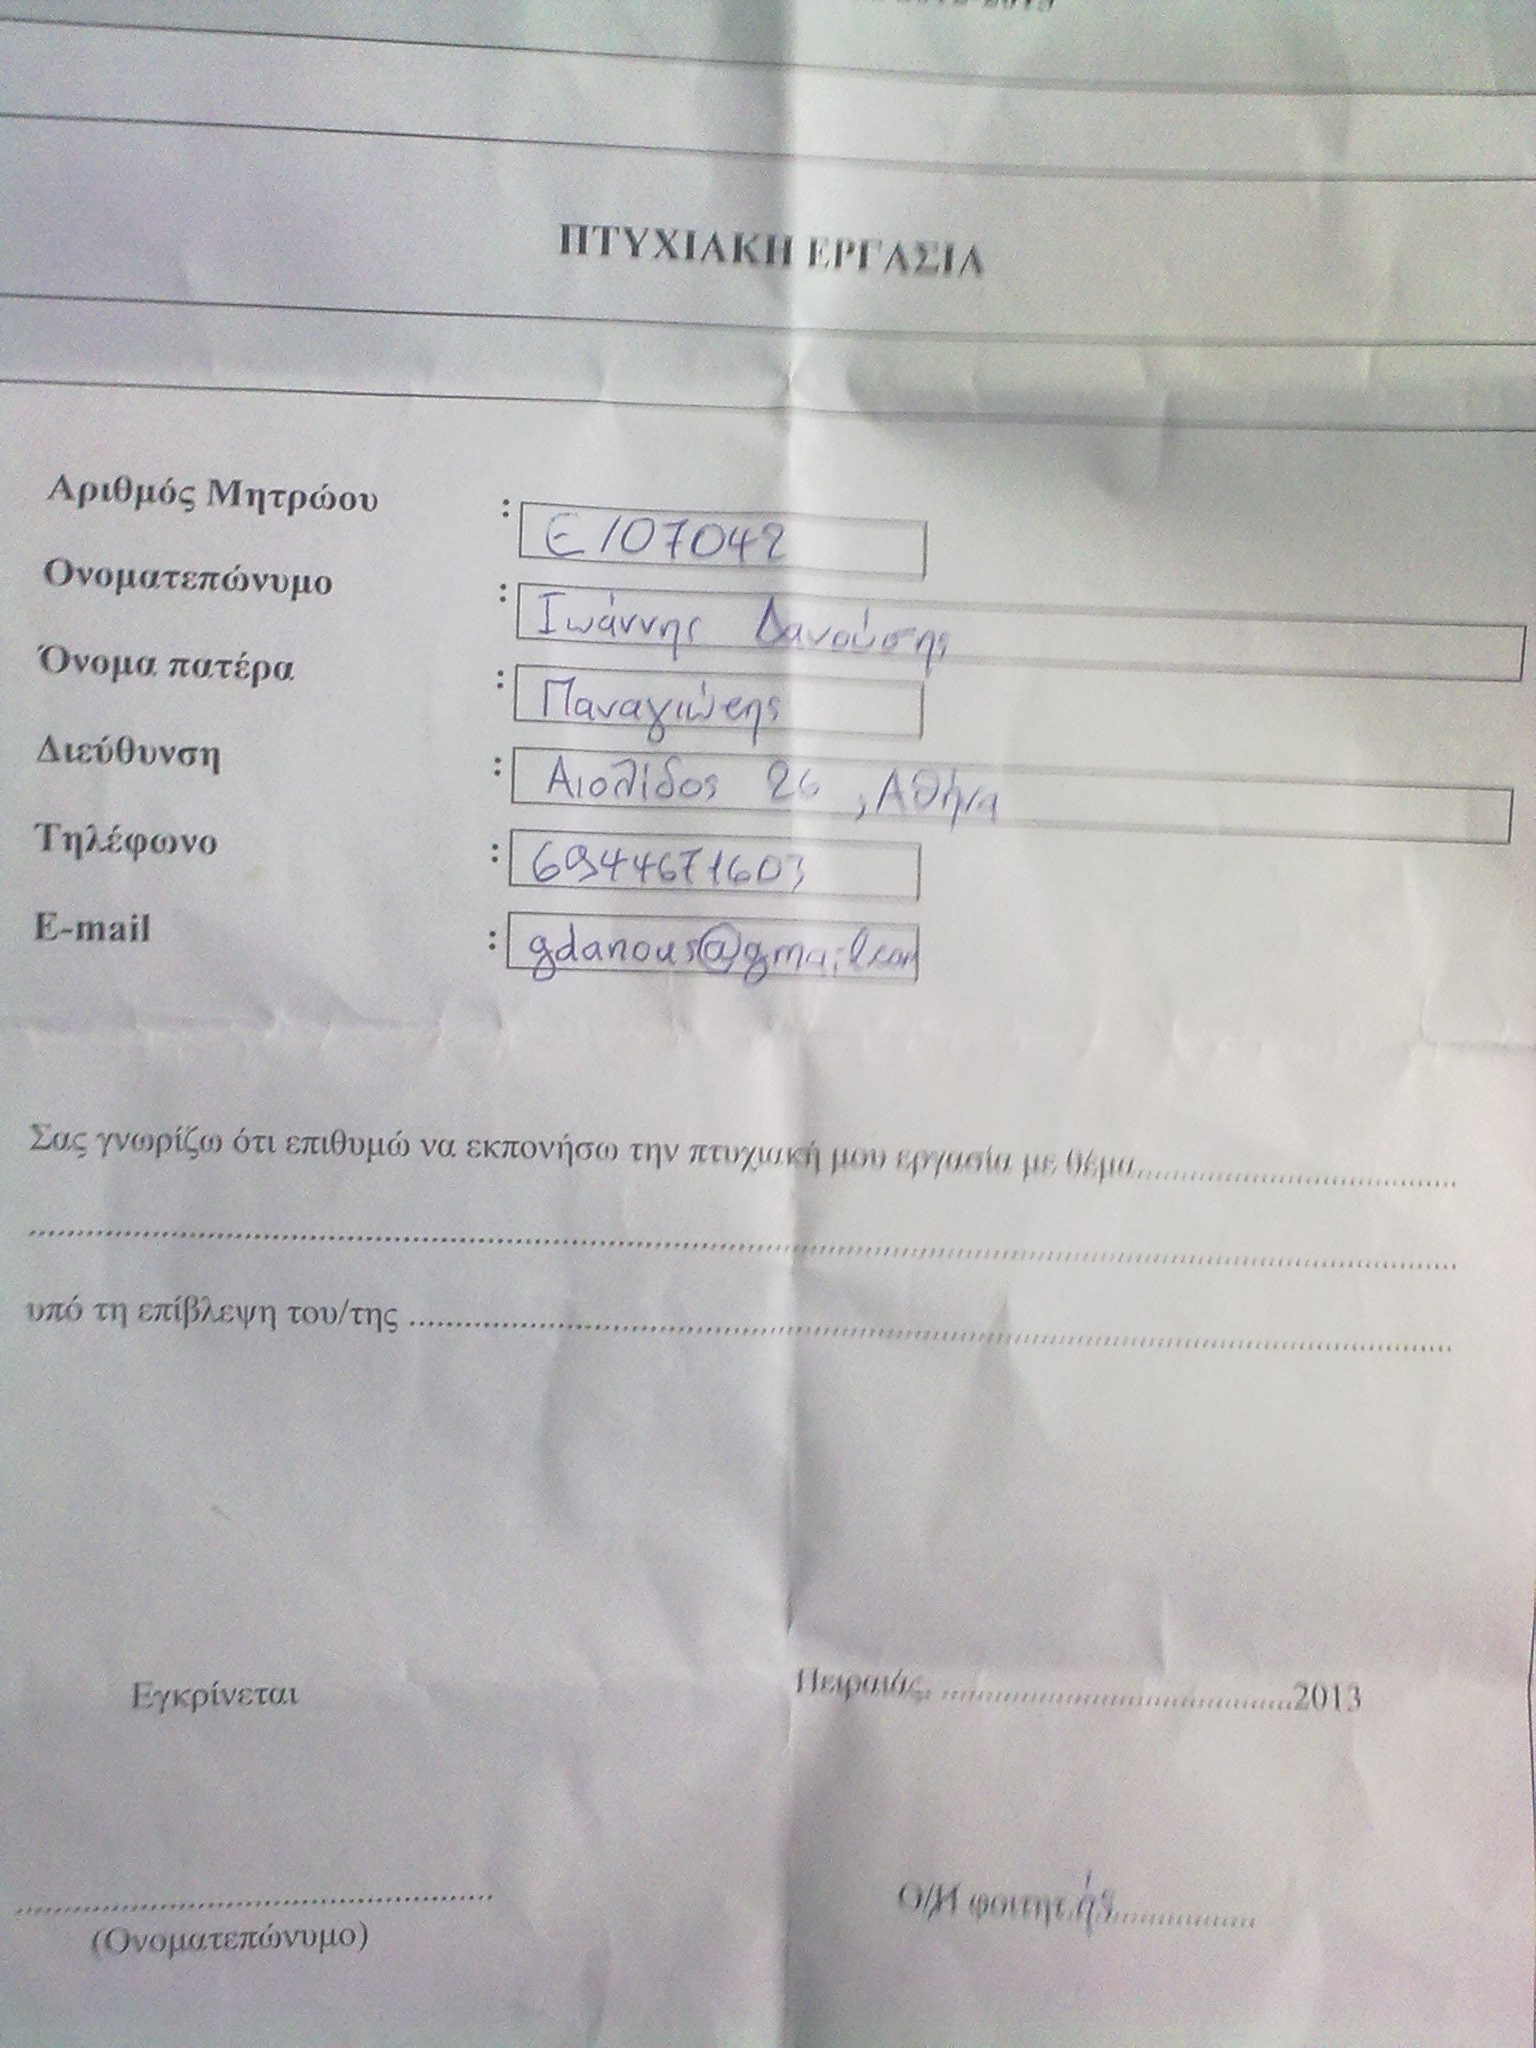 2012-2013
ΠΤΥΧΙΑΚΗ ΕΡΓΑΣΙΑ
Αριθμός Μητρώου : Ε107042
Ονοματεπώνυμο : Ιωάννης Δανούσης
Όνομα πατέρα : Παναγιώτης
Διεύθυνση : Αιολίδος 26, Αθήνα
Τηλέφωνο : 6944671603
E-mail : gdanous@gmail.com
Σας γνωρίζω ότι επιθυμώ να εκπονήσω την πτυχιακή μου εργασία με θέμα....................................
....................................................................................................
υπό τη επίβλεψη του/της ....................................................................................................
Εγκρίνεται Πειραιάς, ....................................2013
Ο/Η φοιτητ.ής....................
....................................................
(Ονοματεπώνυμο)